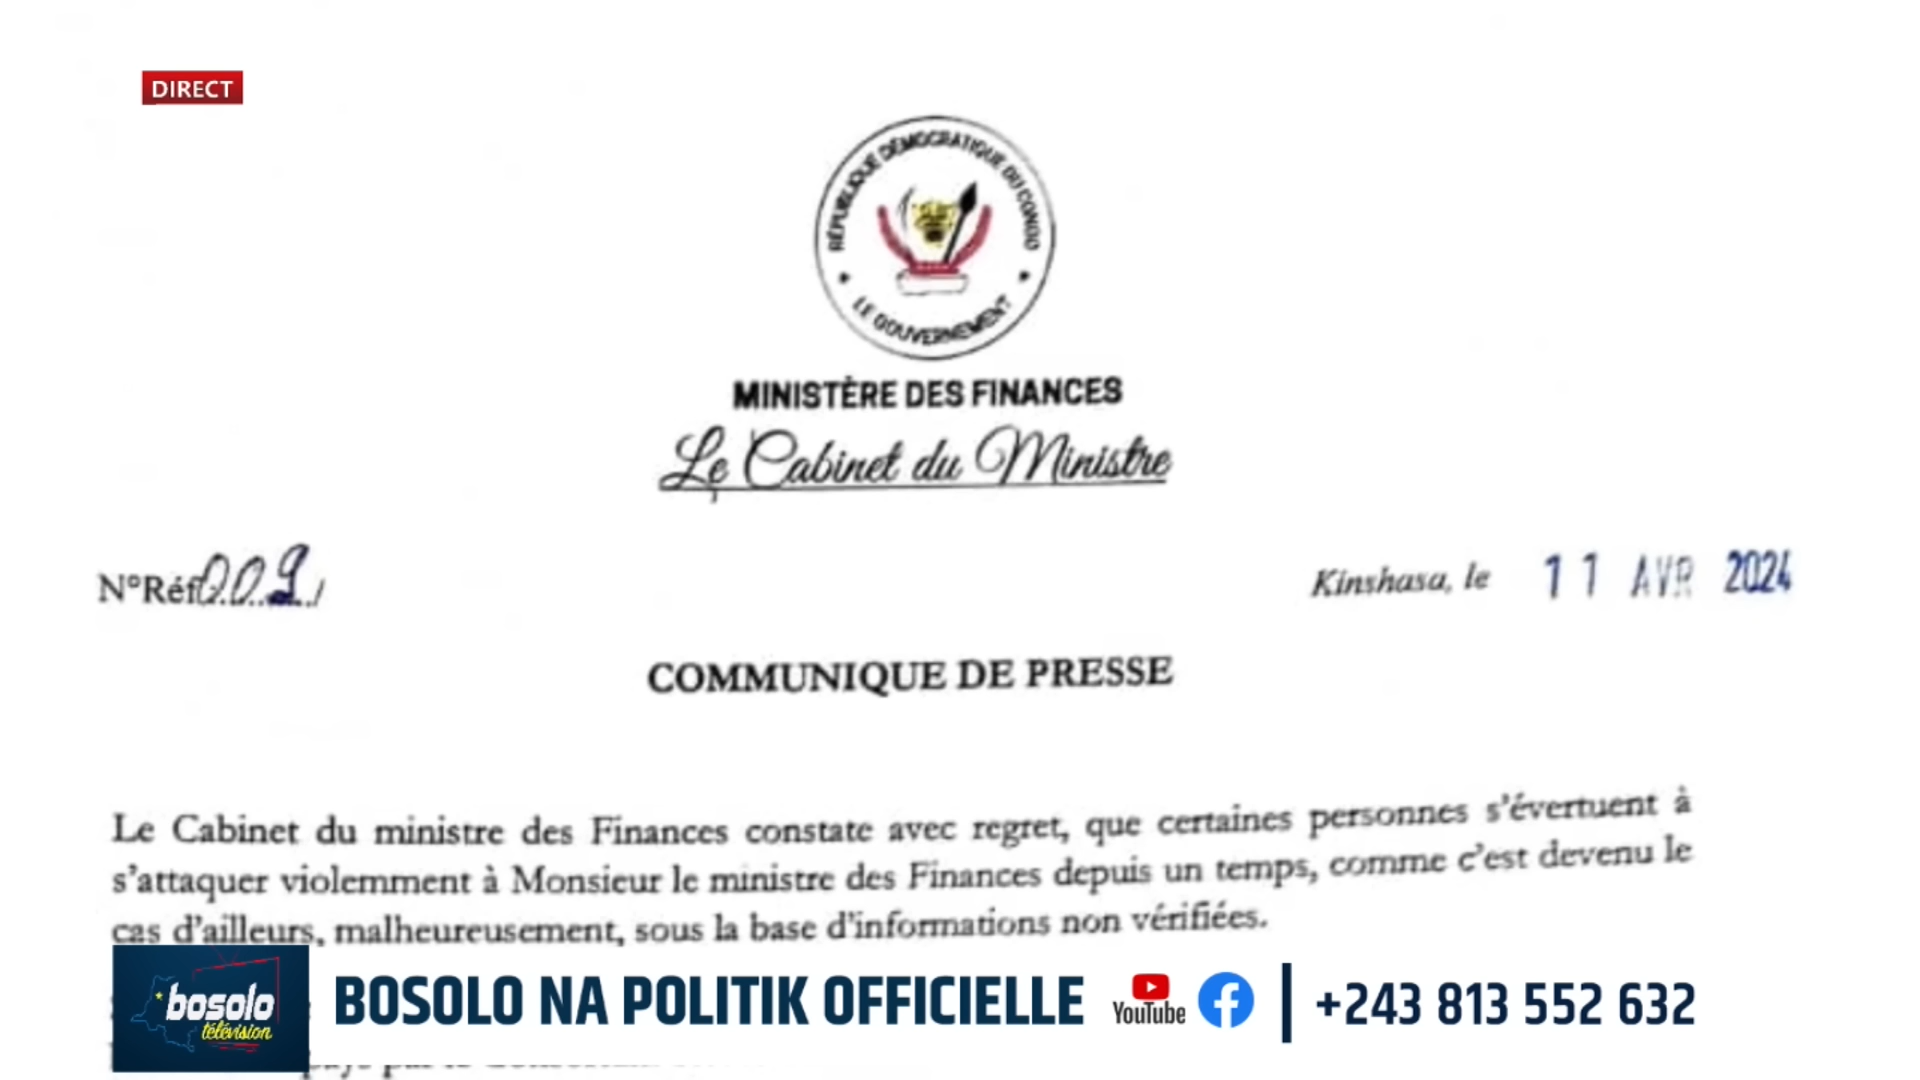 DIRECT
RÉPUBLIQUE DÉMOCRATIQUE DU CONGO
LE GOUVERNEMENT
MINISTÈRE DES FINANCES
Le Cabinet du Ministre
N°Réf 009/
Kinshasa, le 11 AVR 2024
COMMUNIQUE DE PRESSE
Le Cabinet du ministre des Finances constate avec regret, que certaines personnes s'évertuent à
s'attaquer violemment à Monsieur le ministre des Finances depuis un temps, comme c'est devenu le
cas d'ailleurs, malheureusement, sous la base d'informations non vérifiées.
bosolo
télévision
BOSOLO NA POLITIK OFFICIELLE
YouTube
+243 813 552 632